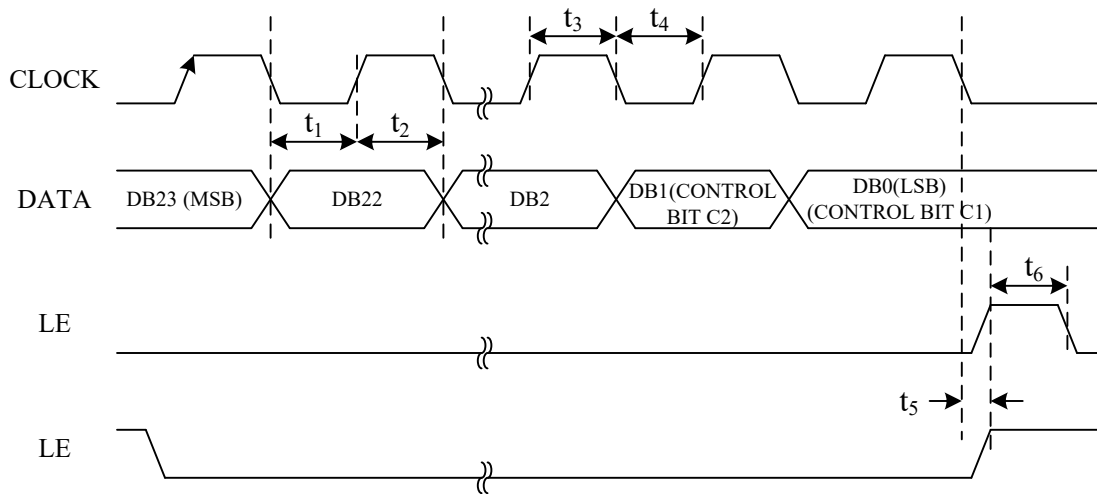 t3 t4
CLOCK
t1 t2
DATA
DB23 (MSB) DB22 DB2 DB1(CONTROL BIT C2) DB0(LSB) (CONTROL BIT C1)
t6
LE
t5
LE